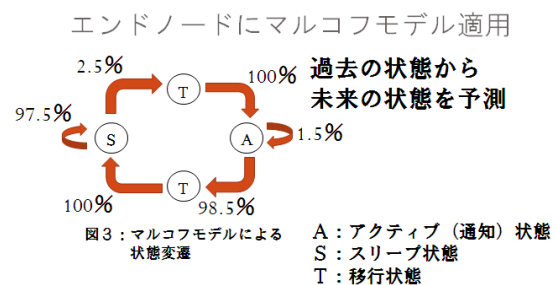 エンドノードにマルコフモデル適用
過去の状態から
未来の状態を予測
2.5%
T
100%
97.5%
S
A
1.5%
T
100%
98.5%
図3：マルコフモデルによる
状態変遷
A：アクティブ（通知）状態
S：スリープ状態
T：移行状態